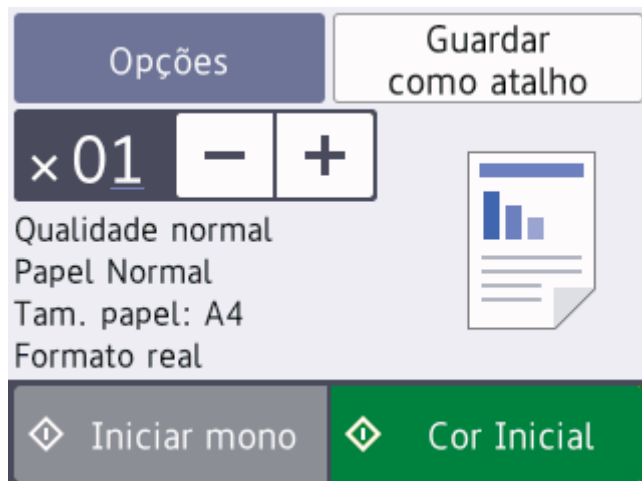 Opções
Guardar
como atalho
×01 − +
Qualidade normal
Papel Normal
Tam. papel: A4
Formato real
Iniciar mono
Cor Inicial